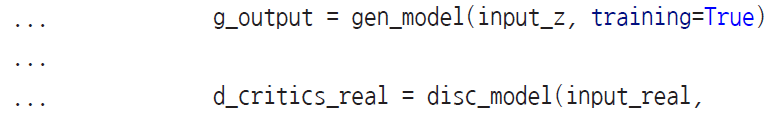 ...         g_output = gen_model(input_z, training=True)
...
...         d_critics_real = disc_model(input_real,